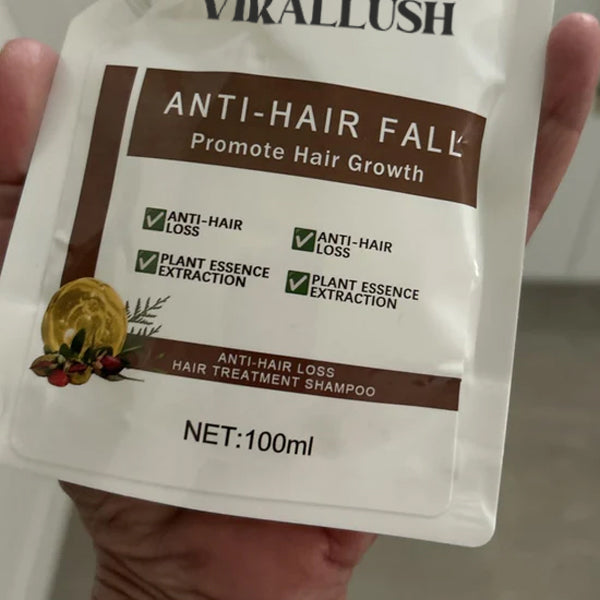 VIRALLUSH
ANTI-HAIR FALL
Promote Hair Growth
ANTI-HAIR
LOSS
ANTI-HAIR
LOSS
PLANT ESSENCE
EXTRACTION
PLANT ESSENCE
EXTRACTION
ANTI-HAIR LOSS
HAIR TREATMENT SHAMPOO
NET:100ml